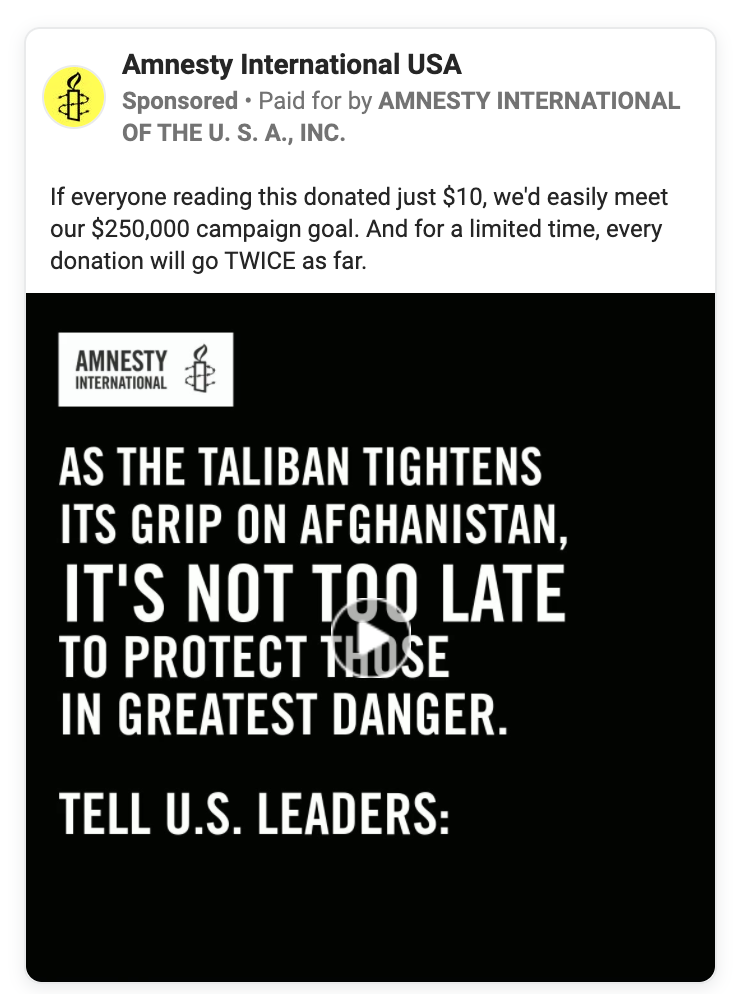 Amnesty International USA
Sponsored • Paid for by AMNESTY INTERNATIONAL
OF THE U. S. A., INC.
If everyone reading this donated just $10, we'd easily meet
our $250,000 campaign goal. And for a limited time, every
donation will go TWICE as far.
AMNESTY
INTERNATIONAL
AS THE TALIBAN TIGHTENS
ITS GRIP ON AFGHANISTAN,
IT'S NOT TOO LATE
TO PROTECT THOSE
IN GREATEST DANGER.
TELL U.S. LEADERS: